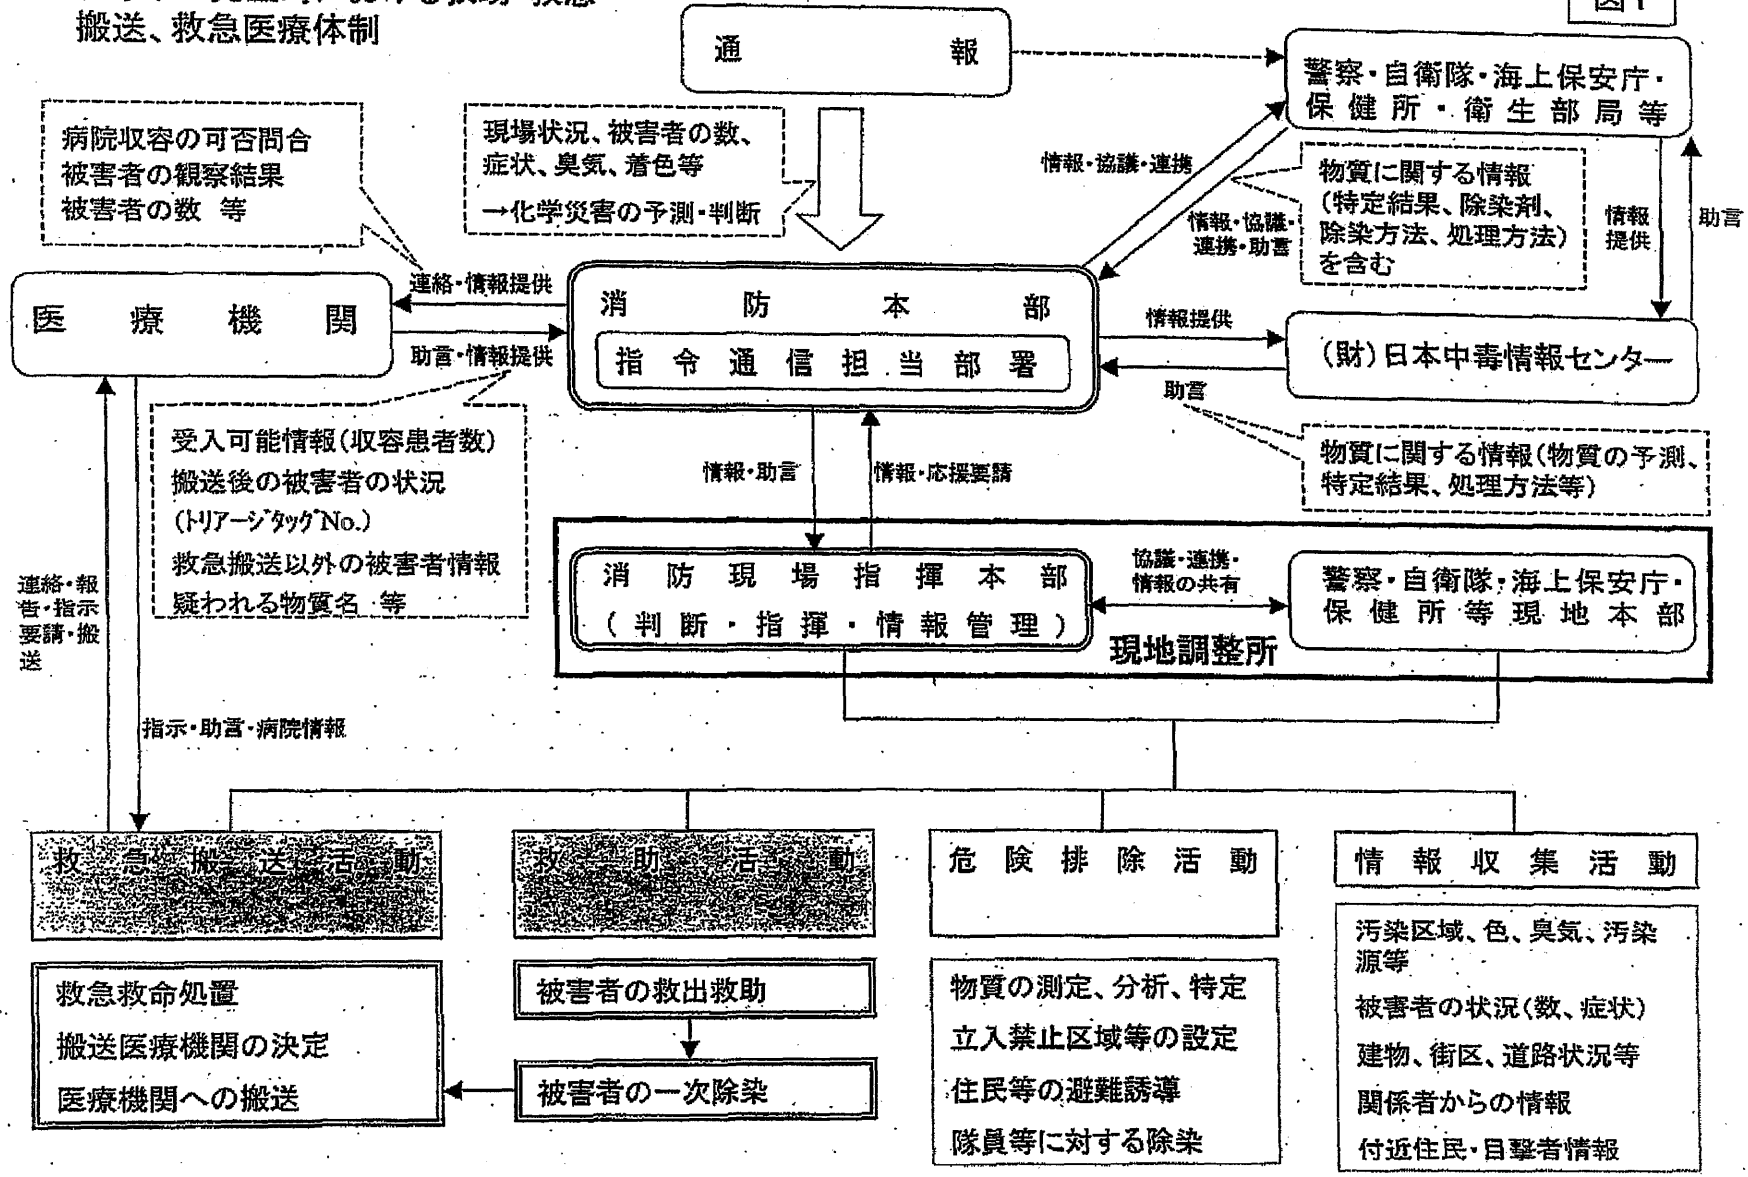 搬送、救急医療体制
図1
通報
警察・自衛隊・海上保安庁・
保健所・衛生部局等
病院収容の可否問合
被害者の観察結果
被害者の数 等
現場状況、被害者の数、
症状、臭気、着色等
→化学災害の予測・判断
情報・協議・連携
情報・協議・
連携・助言
物質に関する情報
(特定結果、除染剤、
除染方法、処理方法)
を含む
情報
提供
助言
医療機関
連絡・情報提供
助言・情報提供
消防本部
指令通信担当部署
情報提供
助言
(財)日本中毒情報センター
受入可能情報(収容患者数)
搬送後の被害者の状況
(トリアージタッグNo.)
救急搬送以外の被害者情報
疑われる物質名 等
物質に関する情報(物質の予測、
特定結果、処理方法等)
情報・助言
情報・応援要請
消防現場指揮本部
(判断・指揮・情報管理)
協議・連携・
情報の共有
警察・自衛隊・海上保安庁・
保健所等現地本部
現地調整所
連絡・報
告・指示
要請・搬
送
指示・助言・病院情報
救急搬送活動
救助活動
危険排除活動
情報収集活動
救急救命処置
搬送医療機関の決定
医療機関への搬送
被害者の救出救助
被害者の一次除染
物質の測定、分析、特定
立入禁止区域等の設定
住民等の避難誘導
隊員等に対する除染
汚染区域、色、臭気、汚染
源等
被害者の状況(数、症状)
建物、街区、道路状況等
関係者からの情報
付近住民・目撃者情報